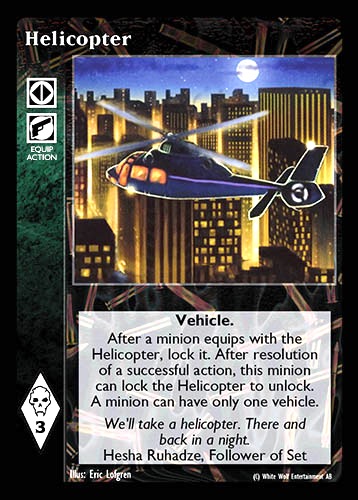 Helicopter
EQUIP
ACTION
Vehicle.
After a minion equips with the
Helicopter, lock it. After resolution
of a successful action, this minion
can lock the Helicopter to unlock.
A minion can have only one vehicle.
We'll take a helicopter. There and
back in a night.
Hesha Ruhadze, Follower of Set
3
Illus: Eric Lofgren
(C) White Wolf Entertainment AB